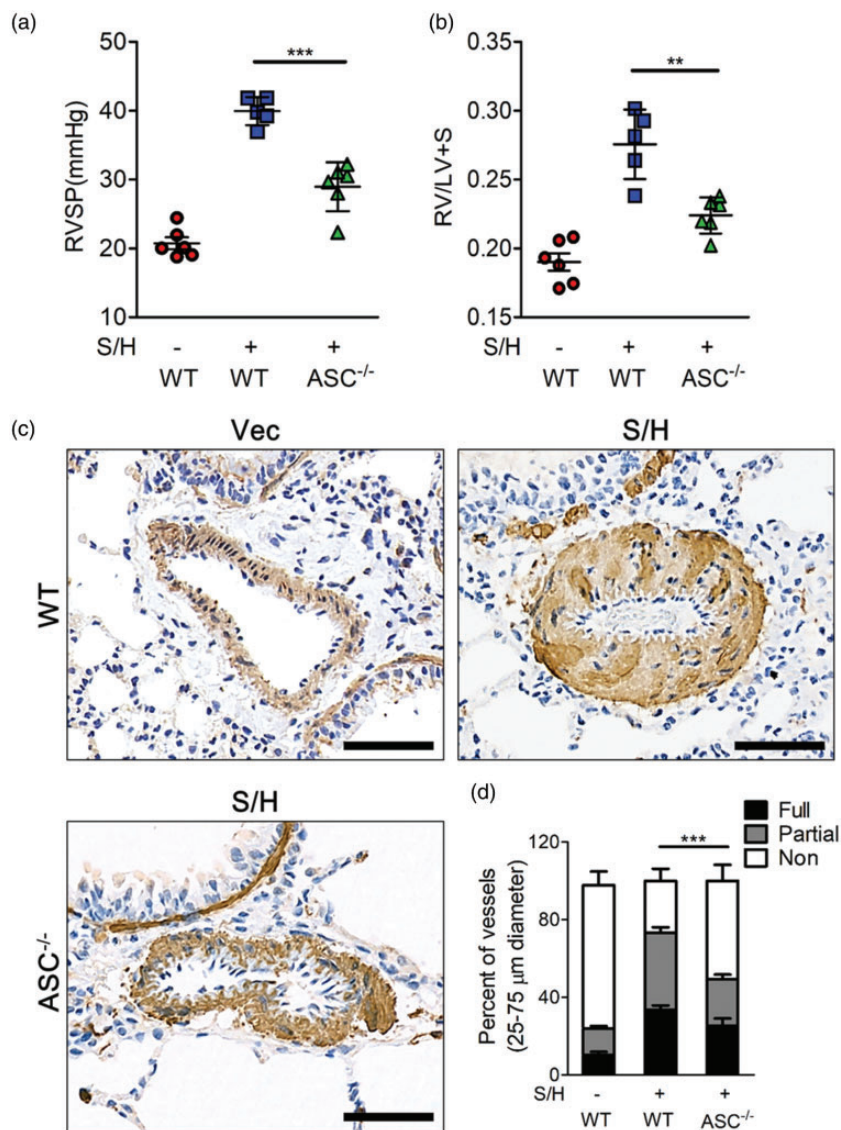 (a)
RVSP(mmHg)
40
30
20
10
***
S/H - + +
WT WT ASC-/-
(b)
RV/LV+S
0.35
0.30
0.25
0.20
0.15
**
S/H - + +
WT WT ASC-/-
(c)
Vec S/H
WT
S/H
ASC-/-
(d)
Full
Partial
Non
Percent of vessels
(25-75 μm diameter)
120
80
40
0
***
S/H - + +
WT WT ASC-/-